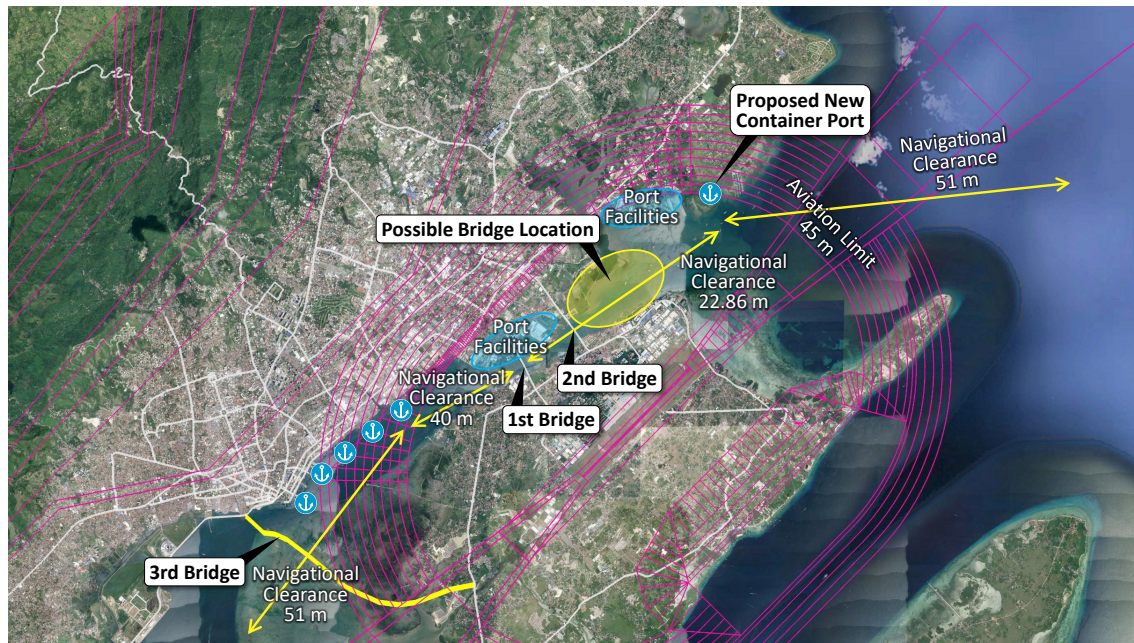 Proposed New
Container Port
Navigational
Clearance
51 m
Port
Facilities
Aviation Limit
45 m
Possible Bridge Location
Navigational
Clearance
22.86 m
Port
Facilities
2nd Bridge
Navigational
Clearance
40 m
1st Bridge
3rd Bridge
Navigational
Clearance
51 m